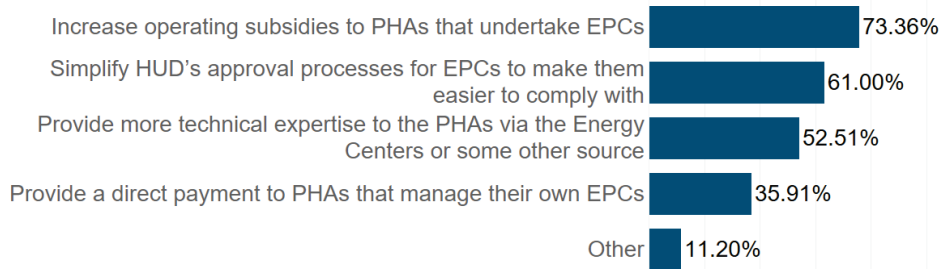 Increase operating subsidies to PHAs that undertake EPCs 73.36%
Simplify HUD’s approval processes for EPCs to make them
easier to comply with 61.00%
Provide more technical expertise to the PHAs via the Energy
Centers or some other source 52.51%
Provide a direct payment to PHAs that manage their own EPCs 35.91%
Other 11.20%